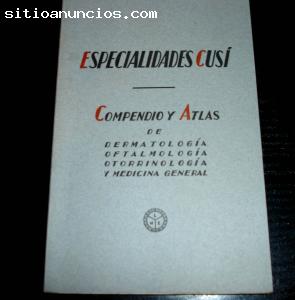 sitioanuncios.com
ESPECIALIDADES CUSÍ
COMPENDIO Y ATLAS
DE
DERMATOLOGÍA
OFTALMOLOGÍA
OTORRINOLOGÍA
Y MEDICINA GENERAL